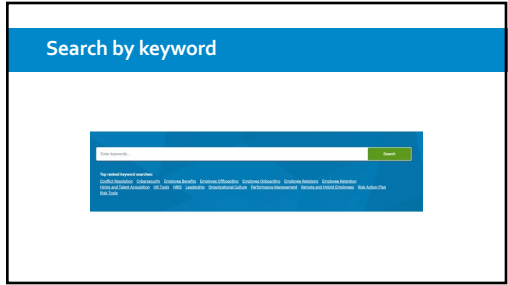 Search by keyword
Enter keywords...
Search
Top ranked keyword searches:
Conflict Resolution Cybersecurity Employee Benefits Employee Offboarding Employee Onboarding Employee Relations Employee Retention
Hiring and Talent Acquisition HR Tools HRIS Leadership Organizational Culture Performance Management Remote and Hybrid Employees Risk Action Plan
Risk Tools